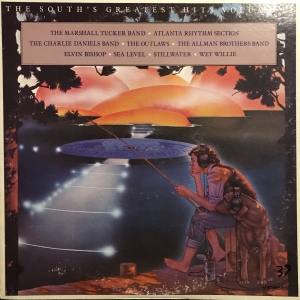 THE SOUTH'S GREATEST HITS VOLUME
THE MARSHALL TUCKER BAND · ATLANTA RHYTHM SECTION
THE CHARLIE DANIELS BAND · THE OUTLAWS · THE ALLMAN BROTHERS BAND
ELVIN BISHOP · SEA LEVEL · STILLWATER · WET WILLIE
37